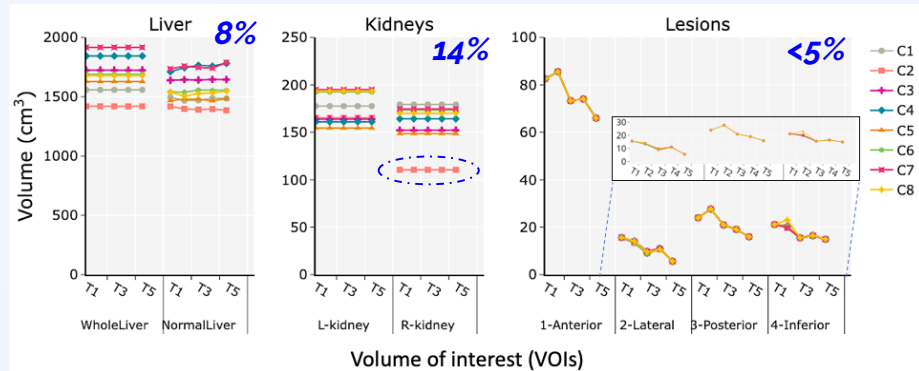 Liver
8%
Kidneys
14%
Lesions
<5%
Volume (cm³)
2000
1500
1000
500
0
250
200
150
100
50
0
100
80
60
40
20
0
30
20
10
0
T1 T2 T3 T4 T5
T1 T2 T3 T4 T5
T1 T2 T3 T4 T5
T1 T3 T5 T1 T3 T5
WholeLiver NormalLiver
T1 T3 T5 T1 T3 T5
L-kidney R-kidney
T1 T3 T5 T1 T3 T5 T1 T3 T5 T1 T3 T5
1-Anterior 2-Lateral 3-Posterior 4-Inferior
Volume of interest (VOIs)
C1
C2
C3
C4
C5
C6
C7
C8